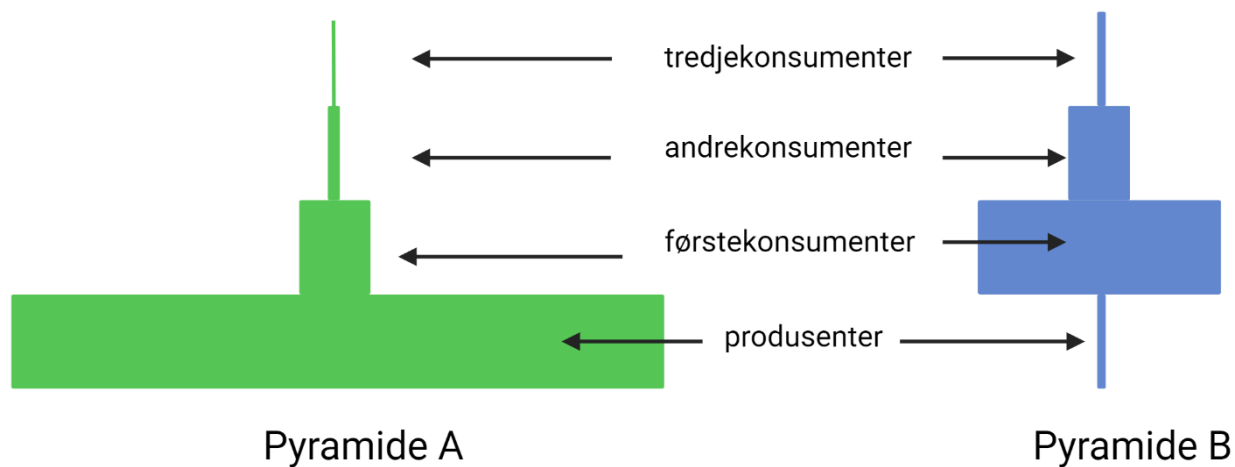 tredjekonsumenter
andrekonsumenter
førstekonsumenter
produsenter
Pyramide A
Pyramide B